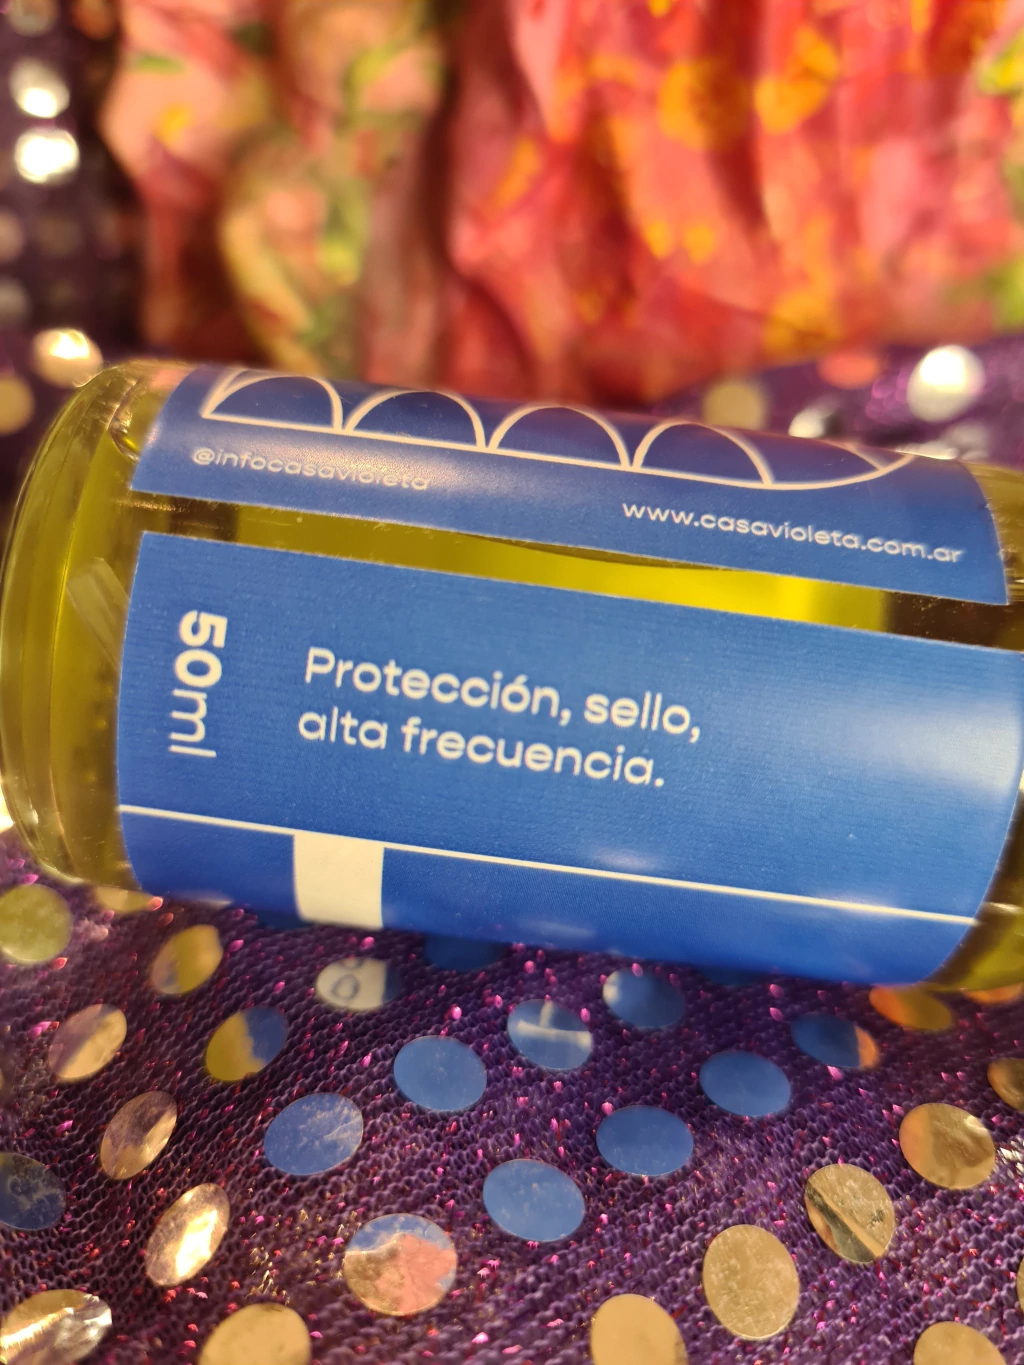 @infocasavioleta
www.casavioleta.com.ar
50ml
Protección, sello,
alta frecuencia.